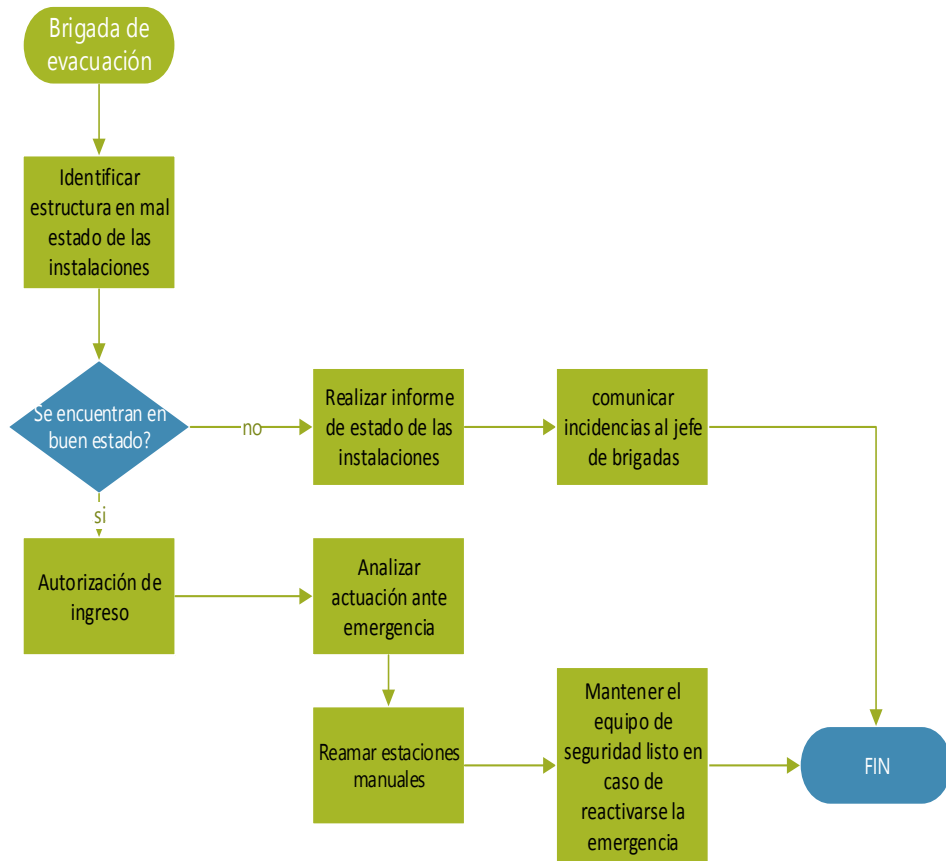 Brigada de
evacuación
Identificar
estructura en mal
estado de las
instalaciones
Se encuentran en
buen estado?
no
Realizar informe
de estado de las
instalaciones
comunicar
incidencias al jefe
de brigadas
si
Autorización de
ingreso
Analizar
actuación ante
emergencia
Reamar estaciones
manuales
Mantener el
equipo de
seguridad listo en
caso de
reactivarse la
emergencia
FIN